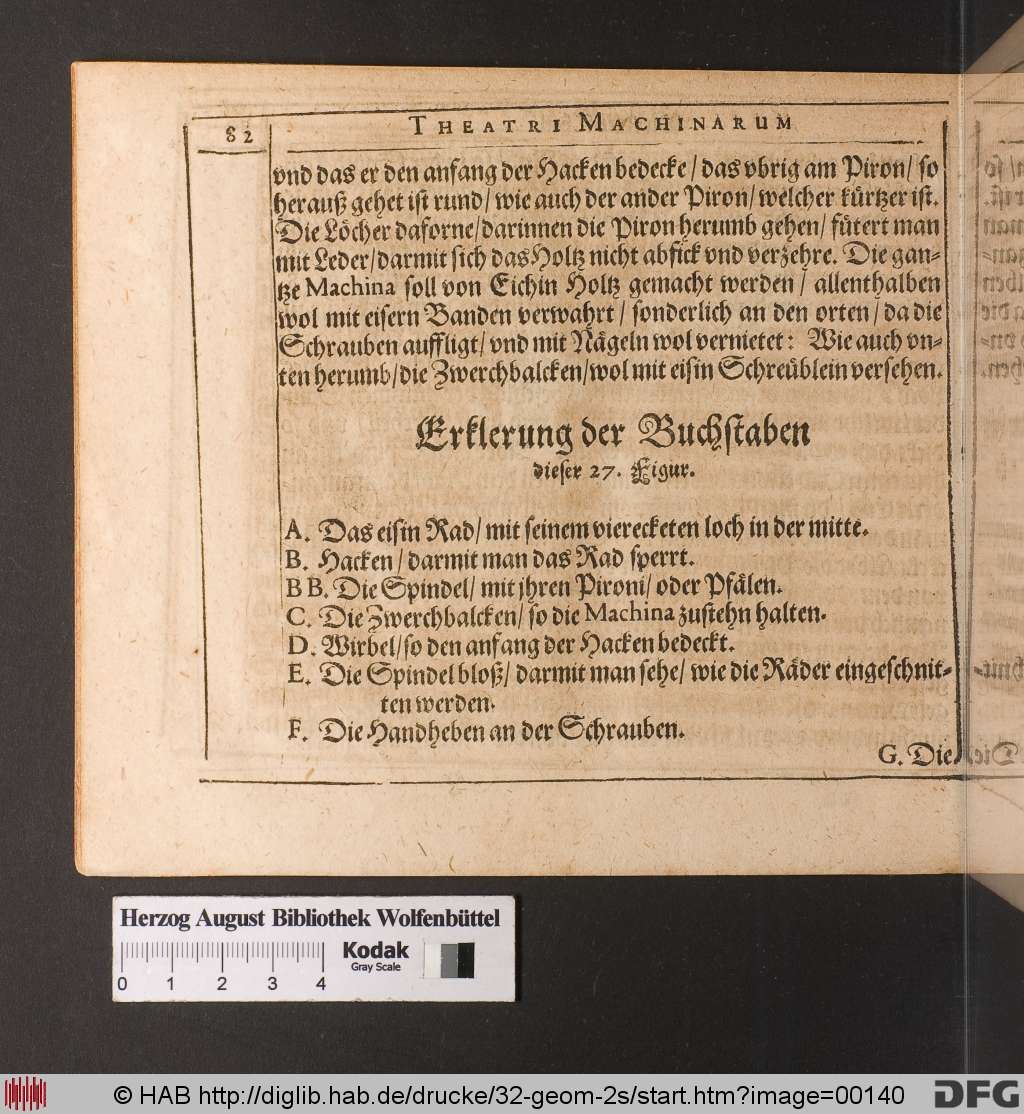 82
THEATRI MACHINARUM
vnd das er den anfang der Hacken bedecke / das vbrig am Piron / so
herauß gehet ist rund / wie auch der ander Piron / welcher kürtzer ist.
Die Löcher daforne / darinnen die Piron herumb gehen / fütert man
mit Leder / darmit sich das Holtz nicht abfick vnd verzehre. Die gan-
tze Machina soll von Eichin Holtz gemacht werden / allenthalben
wol mit eisern Banden verwahrt / sonderlich an den orten / da die
Schrauben auffligt / vnd mit Nägeln wol vernietet: Wie auch vn-
ten herumb / die Zwerchbalcken / wol mit eisin Schreüblein versehen.
Erklerung der Buchstaben
dieser 27. Figur.
A. Das eisin Rad / mit seinem vierecketen loch in der mitte.
B. Hacken / darmit man das Rad sperrt.
BB. Die Spindel / mit jhren Pironi / oder Pfälen.
C. Die Zwerchbalcken / so die Machina zustehn halten.
D. Wirbel / so den anfang der Hacken bedeckt.
E. Die Spindel bloß / darmit man sehe / wie die Räder eingeschnit-
ten werden.
F. Die Handheben an der Schrauben.
G. Die
Herzog August Bibliothek Wolfenbüttel
Kodak
Gray Scale
0 1 2 3 4
© HAB http://diglib.hab.de/drucke/32-geom-2s/start.htm?image=00140
DFG